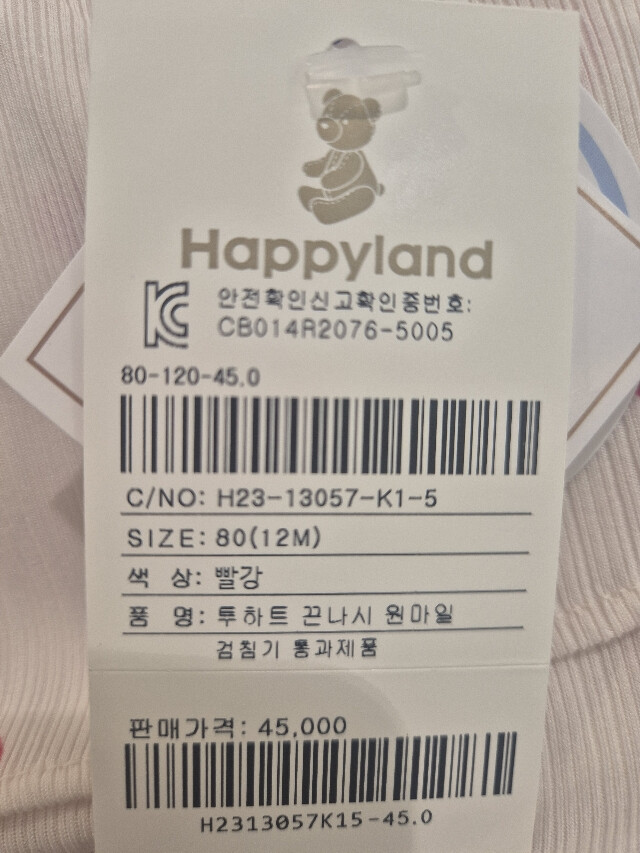 Happyland
안전확인신고확인증번호:
CB014R2076-5005
80-120-45.0
C/NO: H23-13057-K1-5
SIZE: 80(12M)
색 상: 빨강
품 명: 투하트 끈나시 원마일
검침기 통과제품
판매가격: 45,000
H2313057K15-45.0